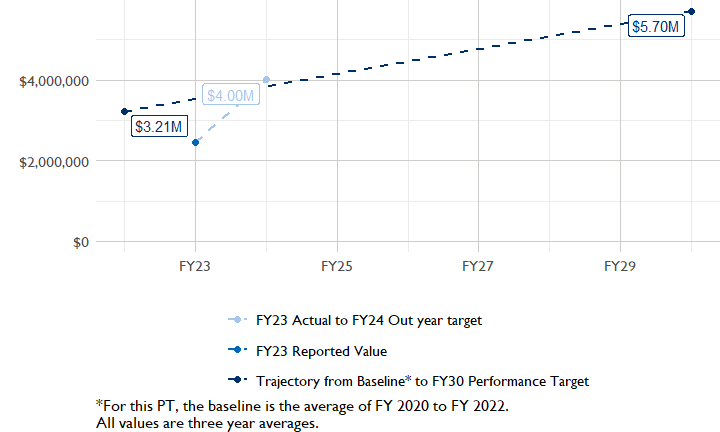 $5.70M
$4,000,000
$4.00M
$3.21M
$2,000,000
$0
FY23 FY25 FY27 FY29
FY23 Actual to FY24 Out year target
FY23 Reported Value
Trajectory from Baseline* to FY30 Performance Target
*For this PT, the baseline is the average of FY 2020 to FY 2022.
All values are three year averages.